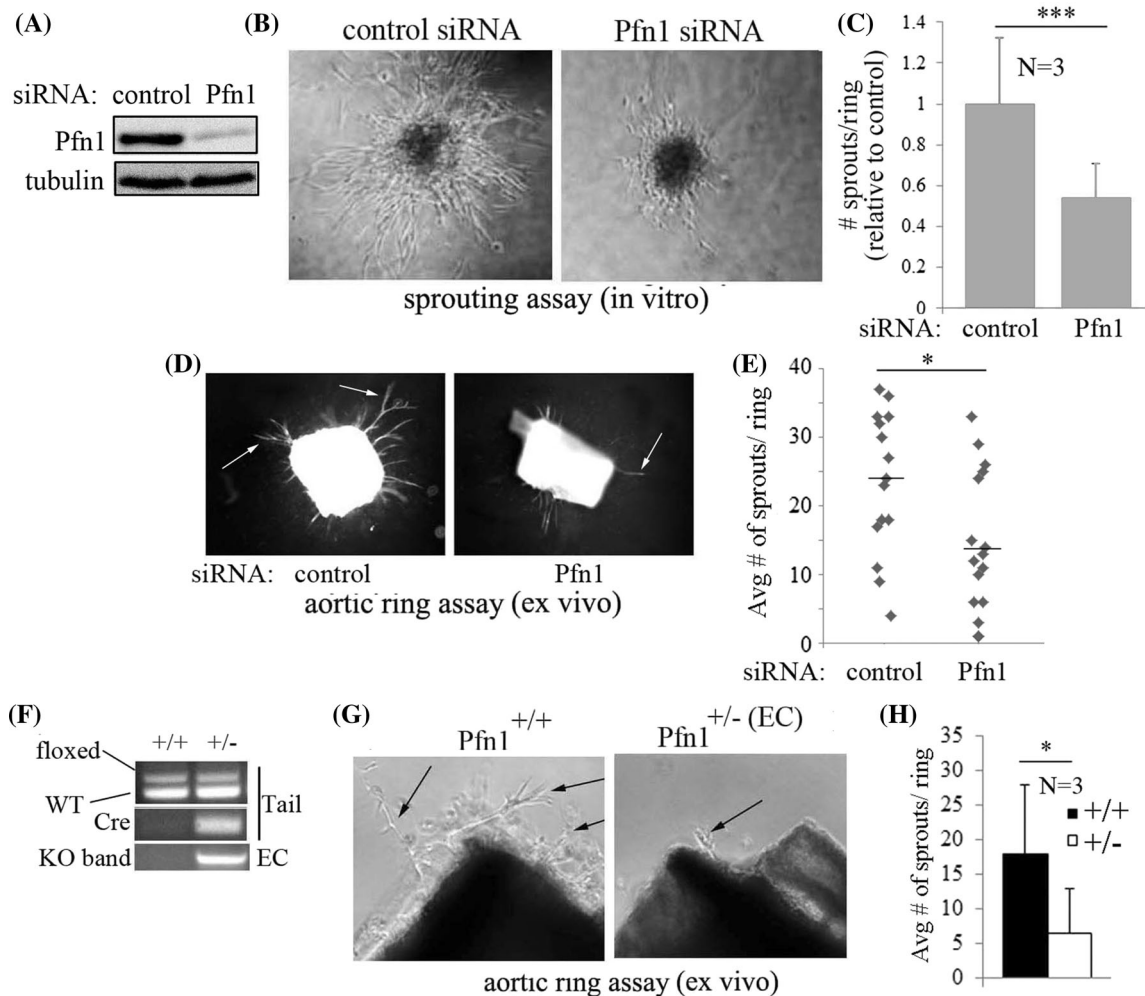 (A)
siRNA: control Pfn1
Pfn1
tubulin
(B)
control siRNA Pfn1 siRNA
sprouting assay (in vitro)
(C)
# sprouts/ring
(relative to control)
1.4
1.2
1
0.8
0.6
0.4
0.2
0
***
N=3
siRNA: control Pfn1
(D)
siRNA: control Pfn1
aortic ring assay (ex vivo)
(E)
Avg # of sprouts/ ring
40
30
20
10
0
*
siRNA: control Pfn1
(F)
+/+ +/-
floxed
WT
Cre
Tail
KO band
EC
(G)
Pfn1 +/+
Pfn1 +/- (EC)
aortic ring assay (ex vivo)
(H)
Avg # of sprouts/ ring
35
30
25
20
15
10
5
0
*
N=3
+/+
+/-